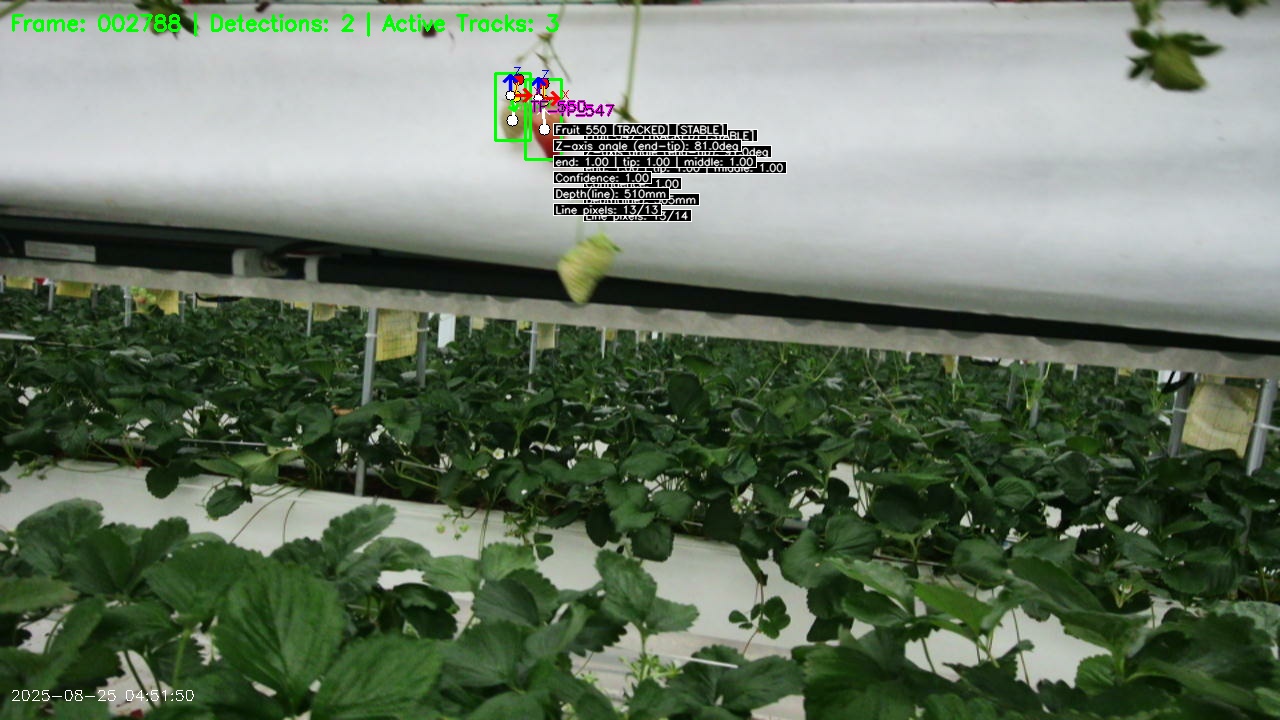 Frame: 002788 | Detections: 2 | Active Tracks: 3
Z
Z
X
TP_550
TP_547
Fruit 550 [TRACKED] [STABLE]
Z-axis angle (end-tip): 81.0deg
end: 1.00 | tip: 1.00 | middle: 1.00
Confidence: 1.00
Depth(line): 510mm
Line pixels: 13/13
2025-08-25 04:51:50